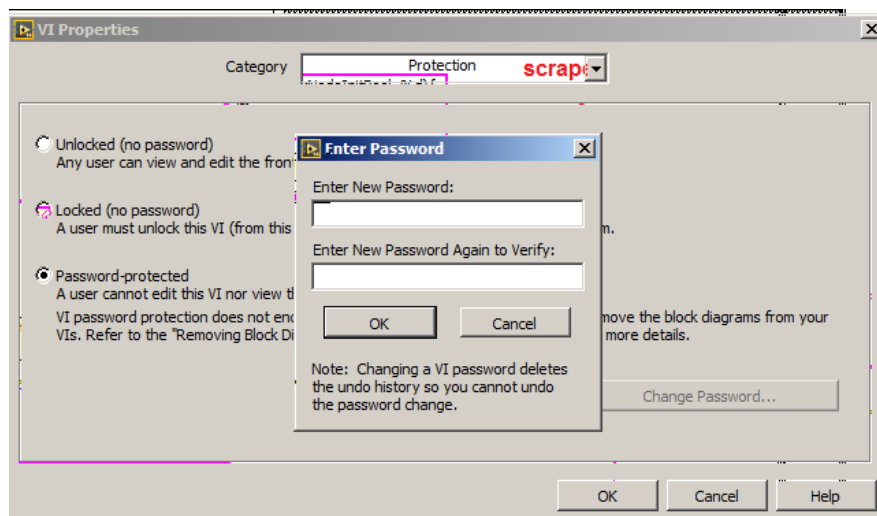 VI Properties
Category
Protection
scrape
Unlocked (no password)
Any user can view and edit the fron
Locked (no password)
A user must unlock this VI (from this
m.
Password-protected
A user cannot edit this VI nor view t
VI password protection does not en
move the block diagrams from your
VIs. Refer to the "Removing Block Di
more details.
Change Password...
Enter Password
Enter New Password:
Enter New Password Again to Verify:
OK
Cancel
Note: Changing a VI password deletes
the undo history so you cannot undo
the password change.
OK
Cancel
Help